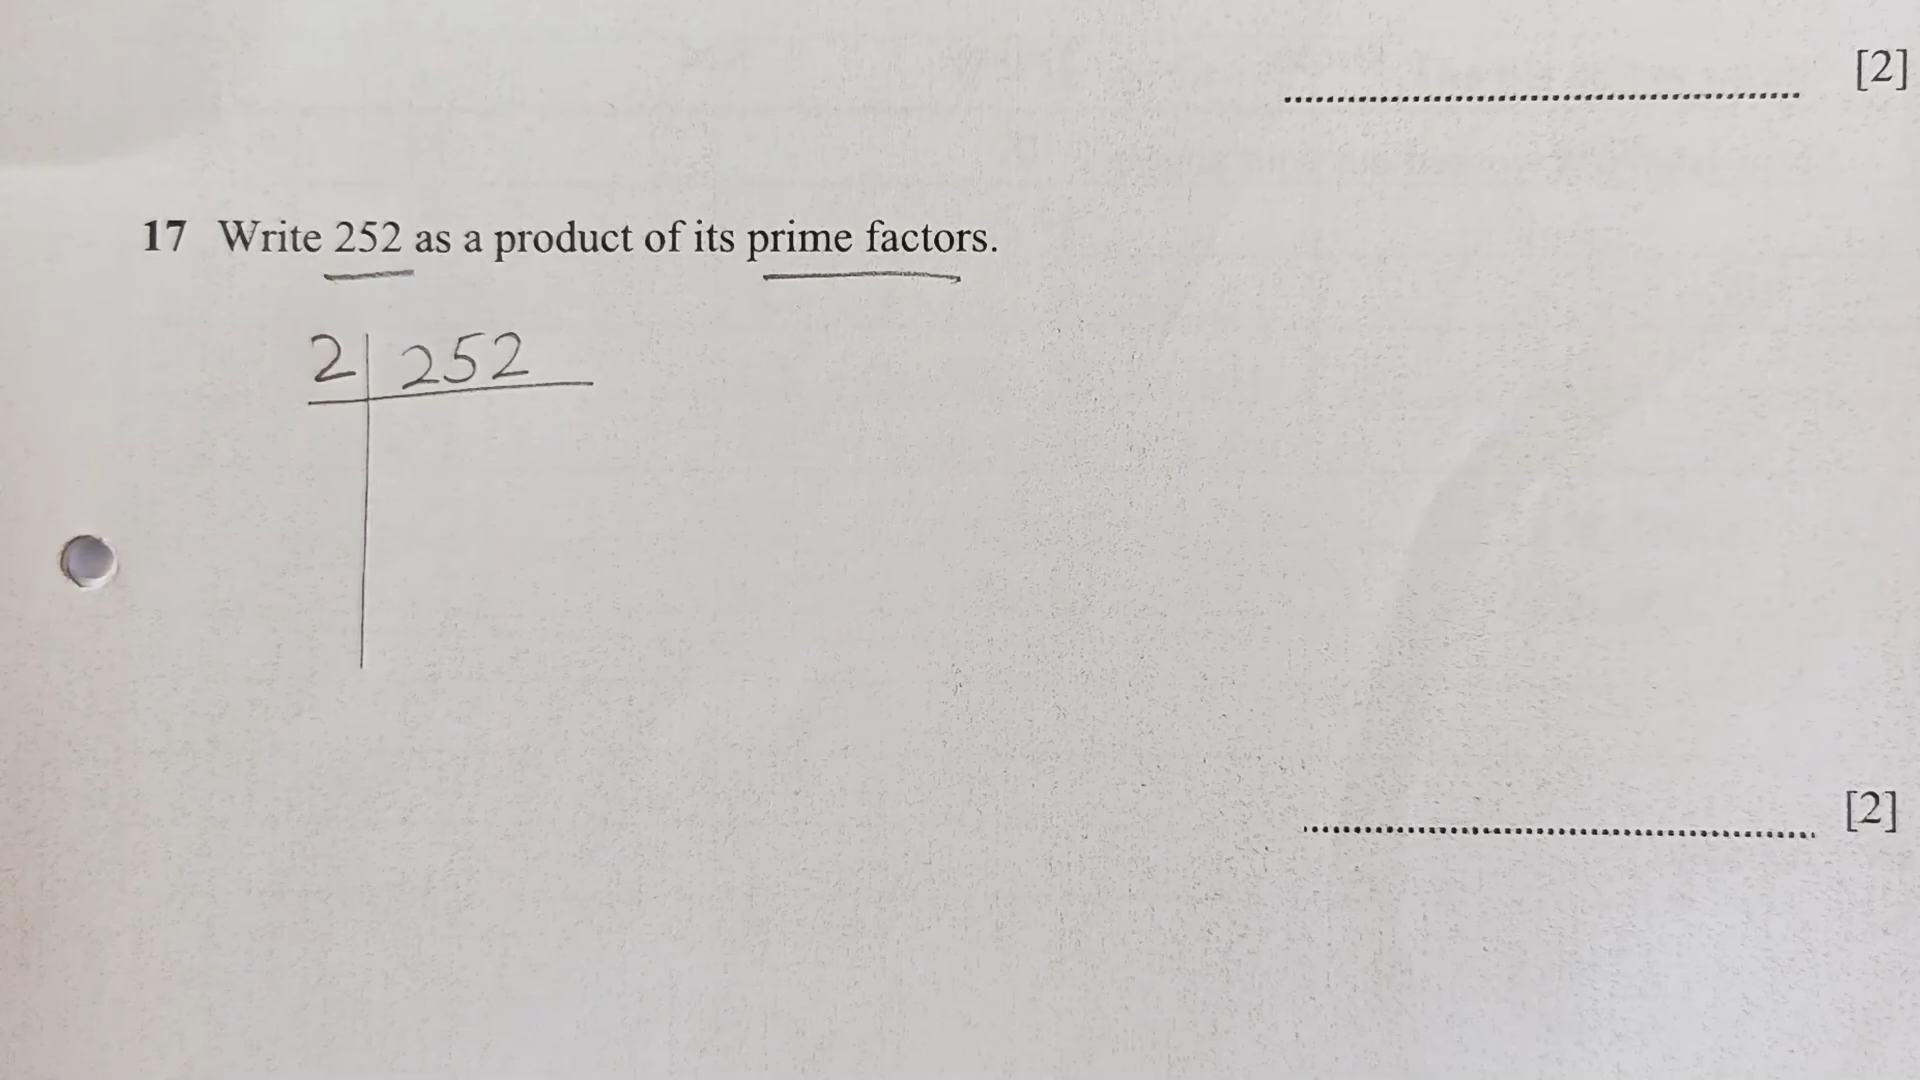 [2]
17 Write 252 as a product of its prime factors.
2 252
[2]